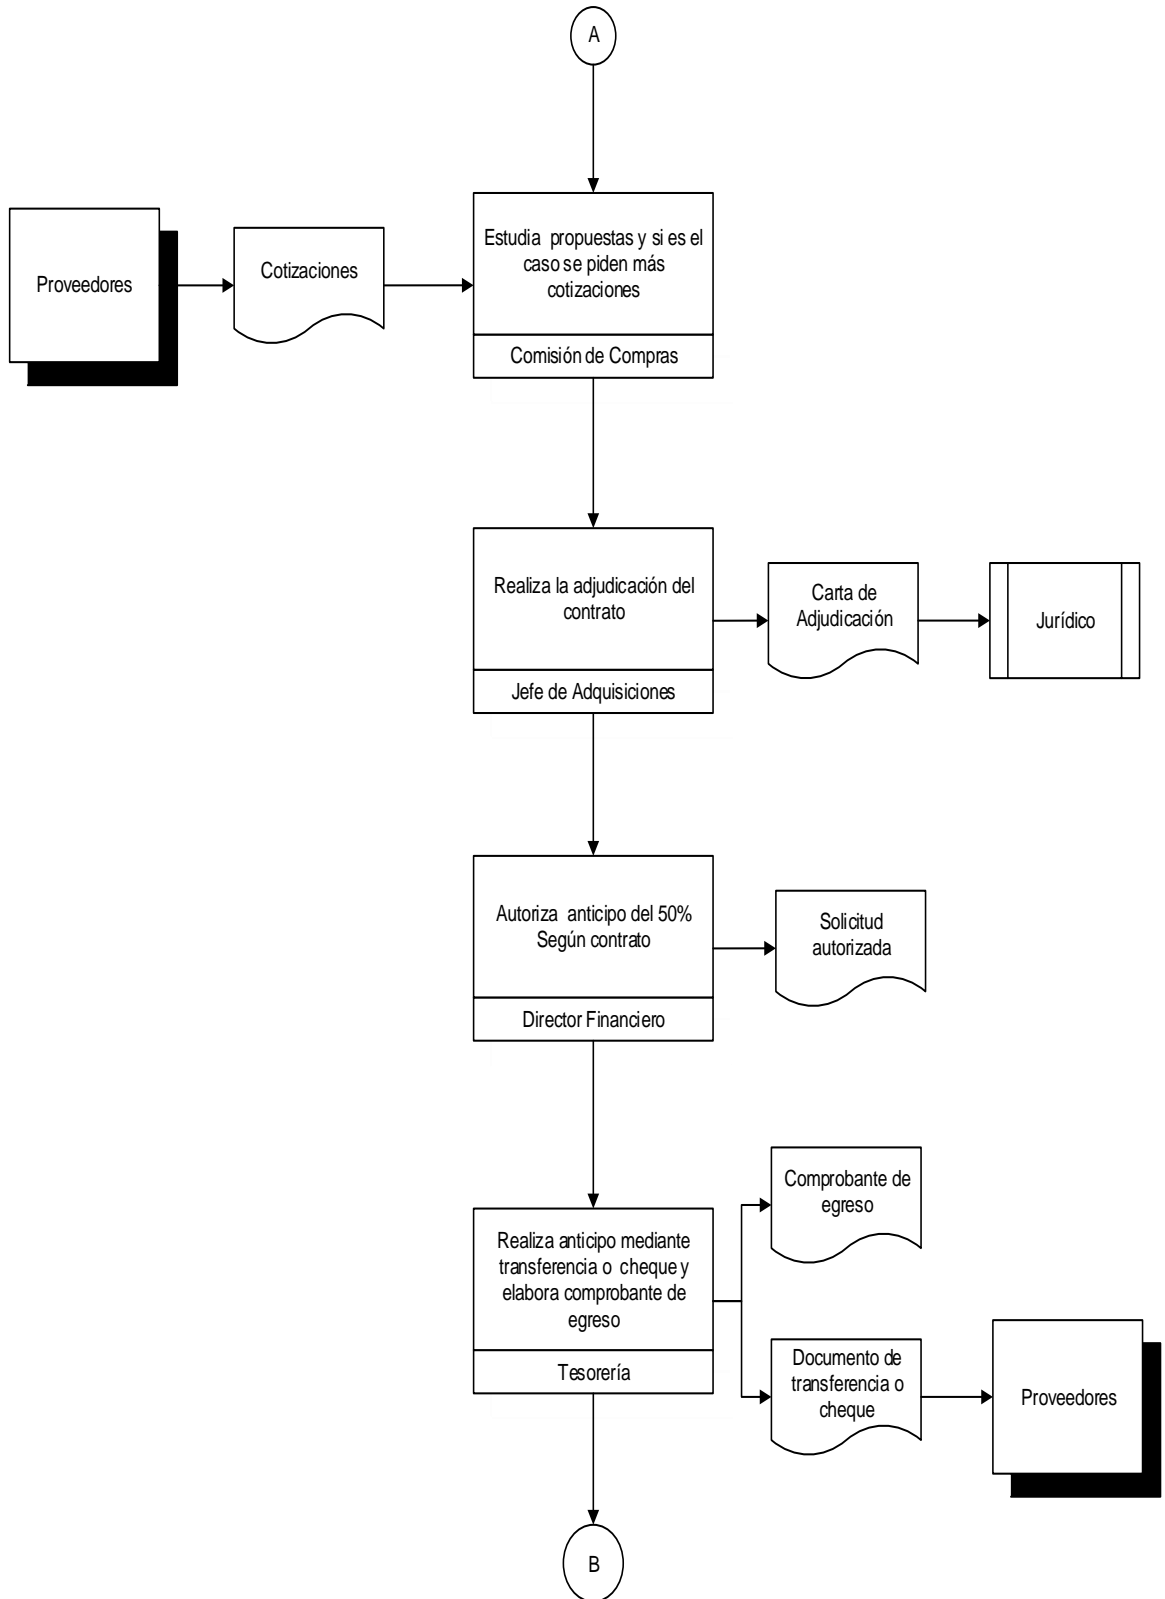 A
Proveedores
Cotizaciones
Estudia propuestas y si es el
caso se piden más
cotizaciones
Comisión de Compras
Realiza la adjudicación del
contrato
Jefe de Adquisiciones
Carta de
Adjudicación
Jurídico
Autoriza anticipo del 50%
Según contrato
Director Financiero
Solicitud
autorizada
Realiza anticipo mediante
transferencia o cheque y
elabora comprobante de
egreso
Tesorería
Comprobante de
egreso
Documento de
transferencia o
cheque
Proveedores
B